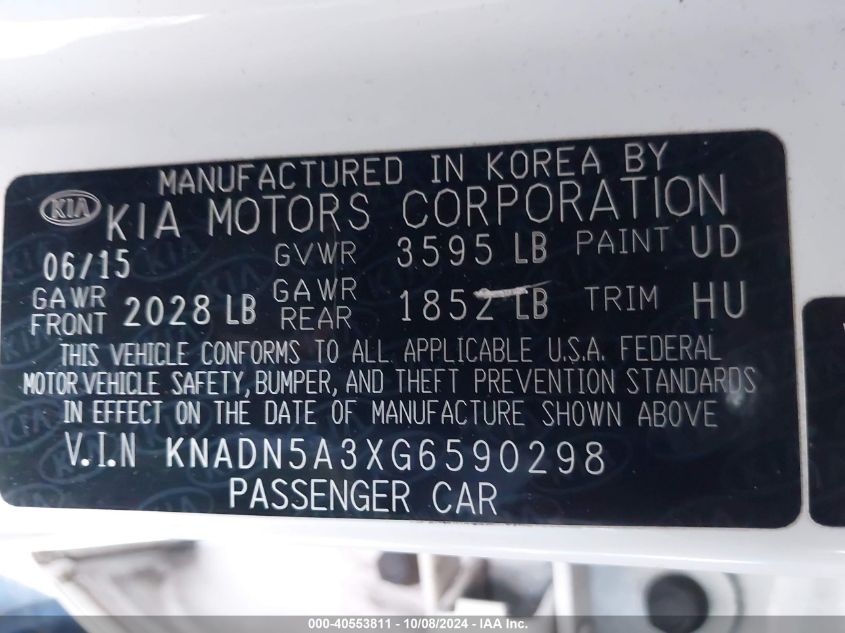 MANUFACTURED IN KOREA BY
KIA KIA MOTORS CORPORATION
06/15 GVWR 3595 LB PAINT UD
GAWR FRONT 2028 LB GAWR REAR 1852 LB TRIM HU
THIS VEHICLE CONFORMS TO ALL APPLICABLE U.S.A. FEDERAL
MOTOR VEHICLE SAFETY, BUMPER, AND THEFT PREVENTION STANDARDS
IN EFFECT ON THE DATE OF MANUFACTURE SHOWN ABOVE
V.I.N KNADN5A3XG6590298
PASSENGER CAR
000-40553811 - 10/08/2024 - IAAI.